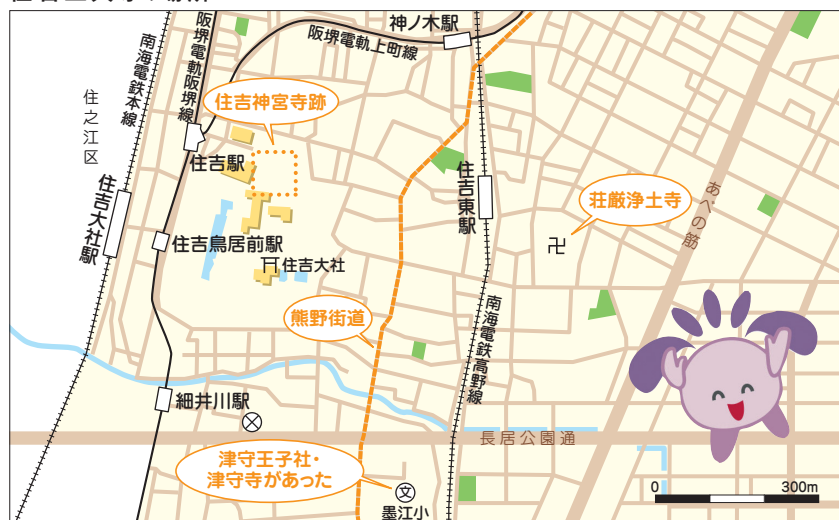 神ノ木駅
阪堺電軌上町線
阪堺電軌阪堺線
南海電鉄本線
住之江区
住吉神宮寺跡
住吉駅
住吉東駅
荘厳浄土寺
卍
あべの筋
住吉大社駅
住吉鳥居前駅
住吉大社
熊野街道
南海電鉄高野線
細井川駅
長居公園通
津守王子社・
津守寺があった
文
墨江小
0 300m